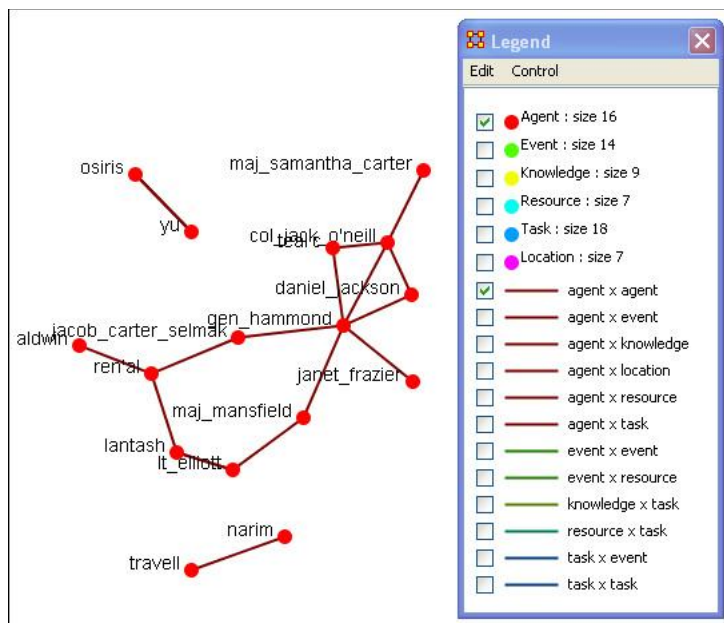 Legend
Edit Control
Agent : size 16
Event : size 14
Knowledge : size 9
Resource : size 7
Task : size 18
Location : size 7
agent x agent
agent x event
agent x knowledge
agent x location
agent x resource
agent x task
event x event
event x resource
knowledge x task
resource x task
task x event
task x task
osiris
maj_samantha_carter
yu
col_jack_o'neill
teal'c
daniel_jackson
gen_hammond
jacob_carter_selmak
aldwin
ren'al
janet_frazier
maj_mansfield
lantash
lt_elliott
narim
travell